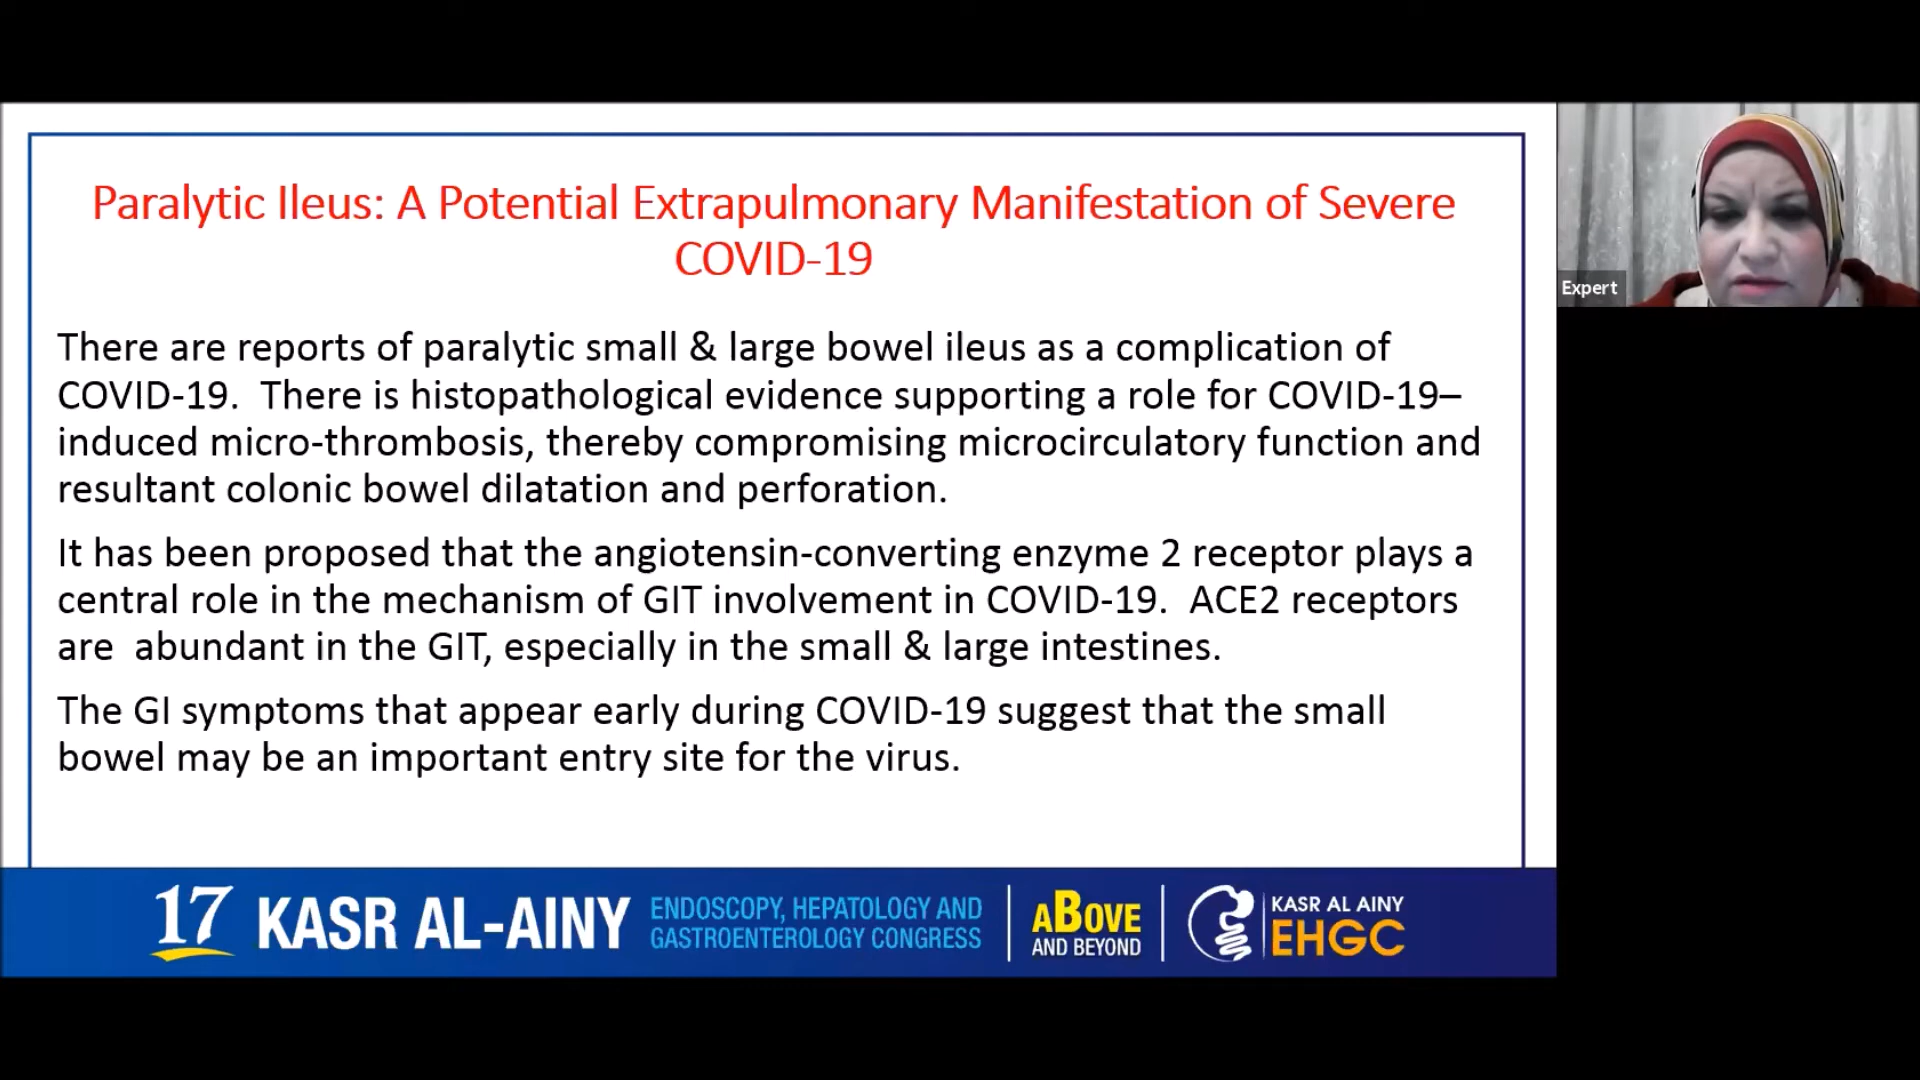 Paralytic Ileus: A Potential Extrapulmonary Manifestation of Severe
COVID-19
Expert
There are reports of paralytic small & large bowel ileus as a complication of
COVID-19.  There is histopathological evidence supporting a role for COVID-19–
induced micro-thrombosis, thereby compromising microcirculatory function and
resultant colonic bowel dilatation and perforation.
It has been proposed that the angiotensin-converting enzyme 2 receptor plays a
central role in the mechanism of GIT involvement in COVID-19.  ACE2 receptors
are  abundant in the GIT, especially in the small & large intestines.
The GI symptoms that appear early during COVID-19 suggest that the small
bowel may be an important entry site for the virus.
17 KASR AL-AINY
ENDOSCOPY, HEPATOLOGY AND
GASTROENTEROLOGY CONGRESS
ABOVE
AND BEYOND
KASR AL AINY
EHGC